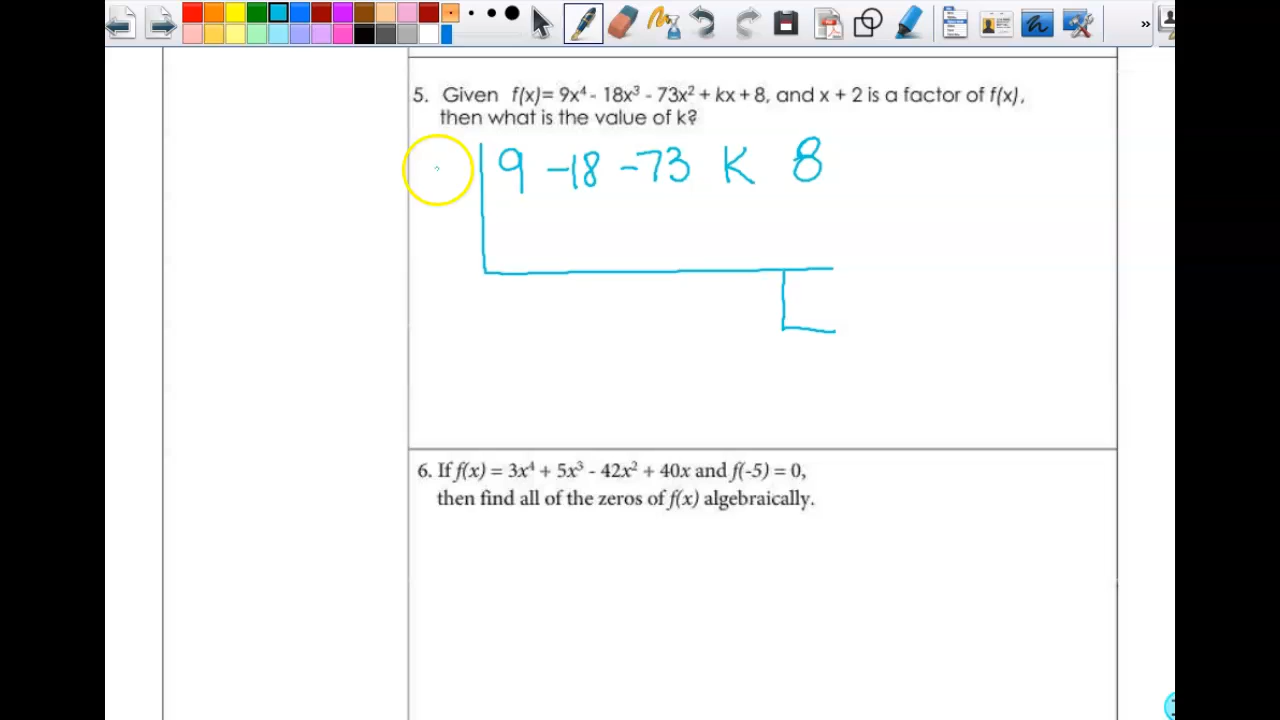 5. Given f(x)= 9x⁴ - 18x³ - 73x² + kx + 8, and x + 2 is a factor of f(x),
then what is the value of k?
9 -18 -73 K 8
6. If f(x) = 3x⁴ + 5x³ - 42x² + 40x and f(-5) = 0,
then find all of the zeros of f(x) algebraically.